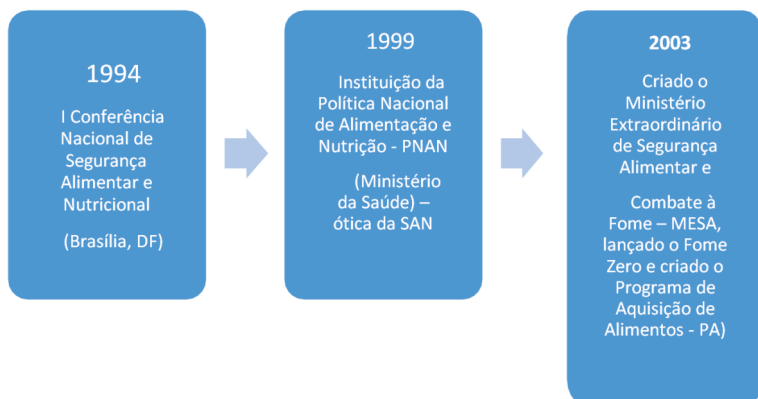 1994
I Conferência
Nacional de
Segurança
Alimentar e
Nutricional
(Brasília, DF)
1999
Instituição da
Política Nacional
de Alimentação e
Nutrição - PNAN
(Ministério
da Saúde) –
ótica da SAN
2003
Criado o
Ministério
Extraordinário
de Segurança
Alimentar e
Combate à
Fome – MESA,
lançado o Fome
Zero e criado o
Programa de
Aquisição de
Alimentos - PA)